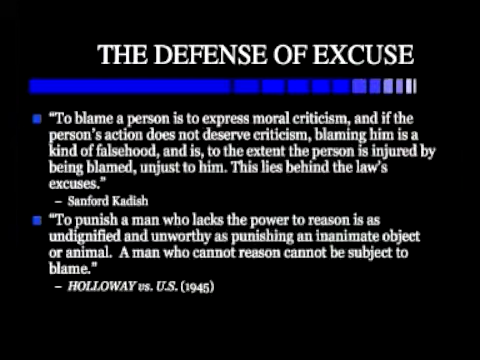 THE DEFENSE OF EXCUSE
“To blame a person is to express moral criticism, and if the
person’s action does not deserve criticism, blaming him is a
kind of falsehood, and is, to the extent the person is injured by
being blamed, unjust to him. This lies behind the law’s
excuses.”
– Sanford Kadish
“To punish a man who lacks the power to reason is as
undignified and unworthy as punishing an inanimate object
or animal. A man who cannot reason cannot be subject to
blame.”
– HOLLOWAY vs. U.S. (1945)